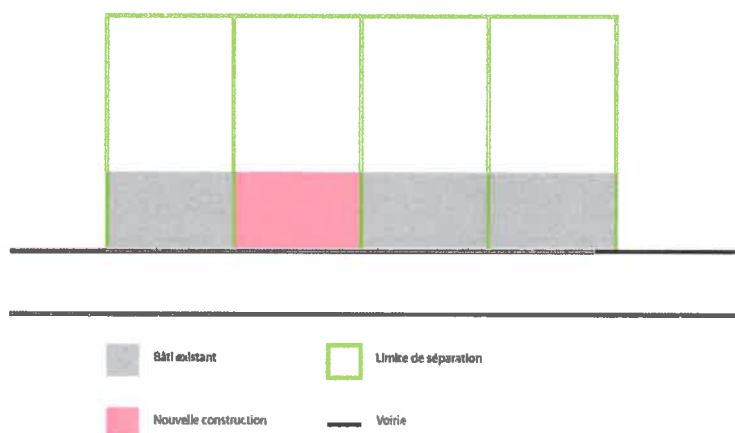 Bâti existant
Limite de séparation
Nouvelle construction
Voirie